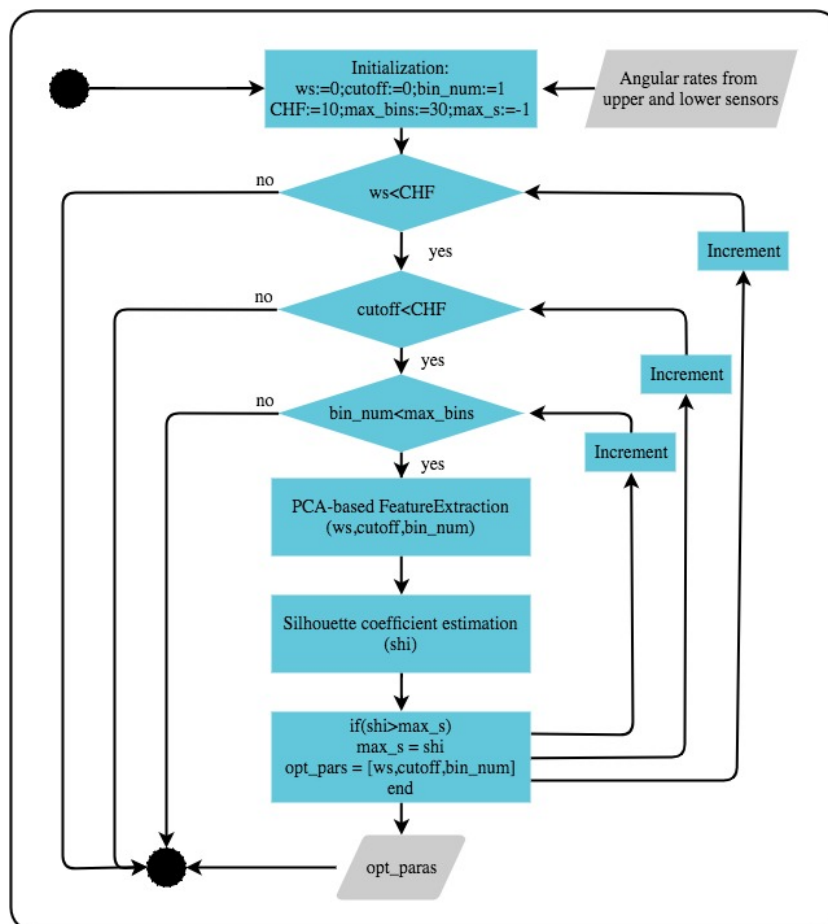 Initialization:
ws:=0;cutoff:=0;bin_num:=1
CHF:=10;max_bins:=30;max_s:=-1
Angular rates from
upper and lower sensors
no
ws<CHF
yes
Increment
no
cutoff<CHF
yes
Increment
no
bin_num<max_bins
yes
Increment
PCA-based FeatureExtraction
(ws,cutoff,bin_num)
Silhouette coefficient estimation
(shi)
if(shi>max_s)
max_s = shi
opt_pars = [ws,cutoff,bin_num]
end
opt_paras